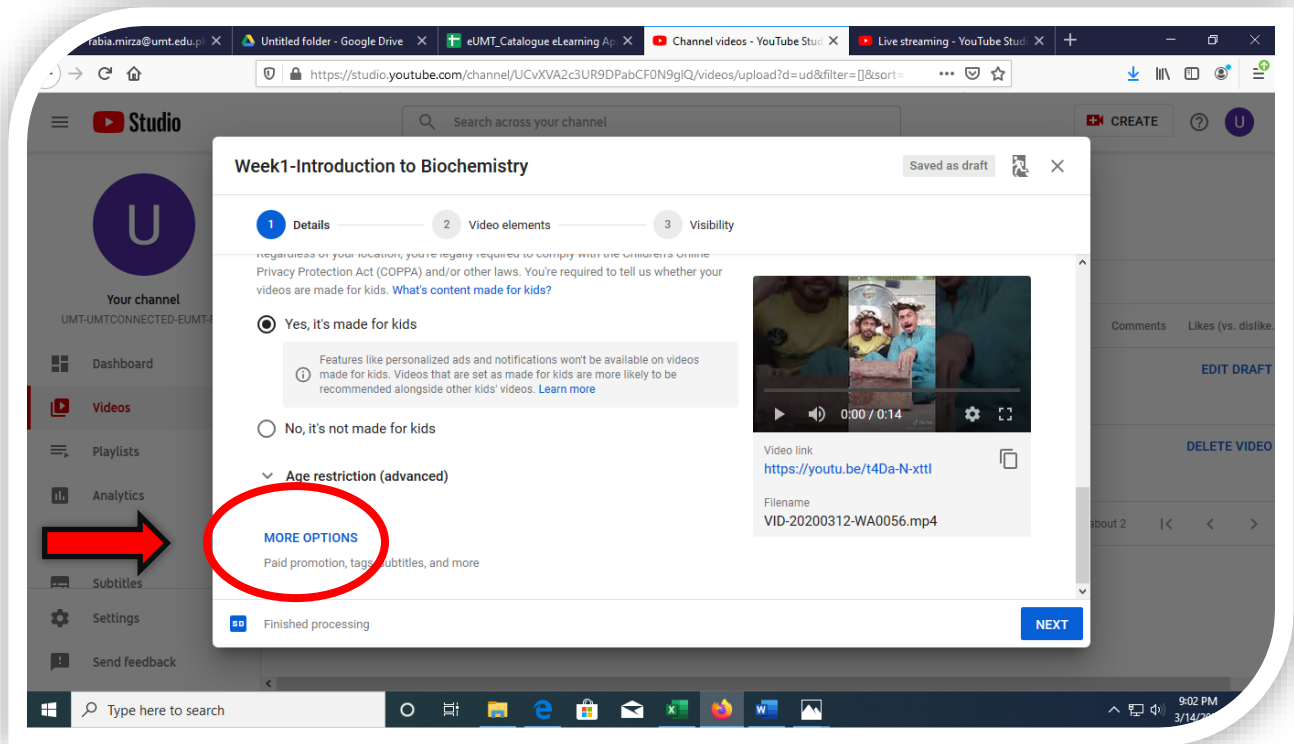 rabia.mirza@umt.edu.p
Untitled folder - Google Drive
eUMT_Catalogue eLearning Ap
Channel videos - YouTube Stud
Live streaming - YouTube Stud
https://studio.youtube.com/channel/UCvXVA2c3UR9DPabCF0N9glQ/videos/upload?d=ud&filter=[]&sort=
Studio
Search across your channel
CREATE
U
U
Your channel
UMT-UMTCONNECTED-EUMT-
Dashboard
Videos
Playlists
Analytics
Subtitles
Settings
Send feedback
Week1-Introduction to Biochemistry
Saved as draft
1 Details
2 Video elements
3 Visibility
Regardless of your location, you're legally required to comply with the Children's Online
Privacy Protection Act (COPPA) and/or other laws. You're required to tell us whether your
videos are made for kids. What's content made for kids?
Yes, it's made for kids
Features like personalized ads and notifications won't be available on videos
made for kids. Videos that are set as made for kids are more likely to be
recommended alongside other kids' videos. Learn more
No, it's not made for kids
Age restriction (advanced)
MORE OPTIONS
Paid promotion, tags, subtitles, and more
0:00 / 0:14
Video link
https://youtu.be/t4Da-N-xttI
Filename
VID-20200312-WA0056.mp4
SD
Finished processing
NEXT
Comments
Likes (vs. dislike.
EDIT DRAFT
DELETE VIDEO
about 2
Type here to search
9:02 PM
3/14/20